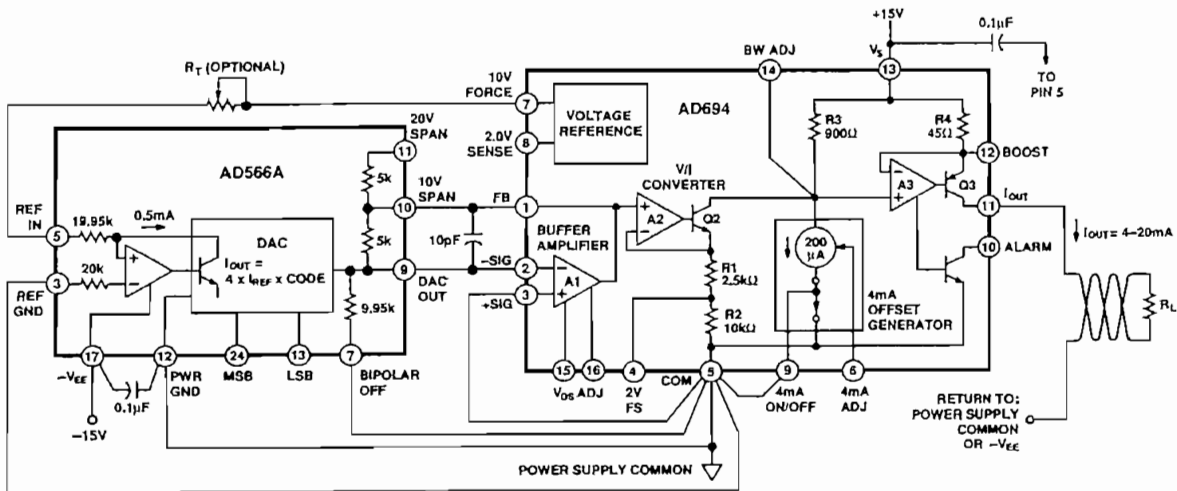 +15V
0.1µF
TO
PIN 5
V_S
13
BW ADJ
14
R_T (OPTIONAL)
10V
FORCE
7
2.0V
SENSE
8
VOLTAGE
REFERENCE
AD694
R3
900Ω
R4
45Ω
12
BOOST
20V
SPAN
11
AD566A
5k
10V
SPAN
10
5k
FB
1
10pF
V/I
CONVERTER
+
A2
−
Q2
−
A3
+
Q3
I_OUT
11
I_OUT = 4–20mA
REF
IN
5
19.95k
0.5mA
DAC
I_OUT =
4 x I_REF x CODE
+
−
20k
3
REF
GND
9
DAC
OUT
9.95k
BUFFER
AMPLIFIER
−SIG
2
+SIG
3
−
A1
+
R1
2.5kΩ
R2
10kΩ
200
µA
4mA
OFFSET
GENERATOR
10
ALARM
R_L
17
−V_EE
12
PWR
GND
24
MSB
13
LSB
7
BIPOLAR
OFF
0.1µF
−15V
15
16
V_OS ADJ
4
2V
FS
COM
5
9
4mA
ON/OFF
6
4mA
ADJ
RETURN TO:
POWER SUPPLY
COMMON
OR −V_EE
POWER SUPPLY COMMON